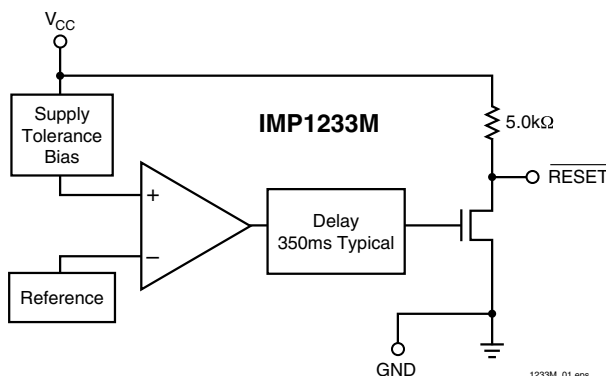 VCC
Supply
Tolerance
Bias
IMP1233M
5.0kΩ
RESET
+
Delay
350ms Typical
−
Reference
GND
1233M_01.eps